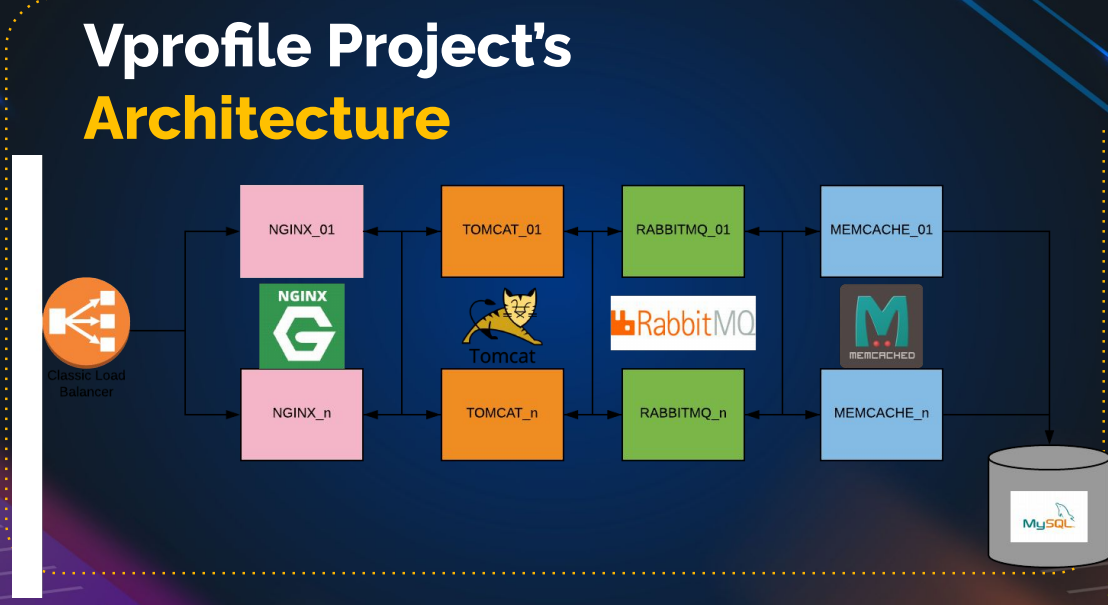 Vprofile Project's
Architecture
NGINX_01
TOMCAT_01
RABBITMQ_01
MEMCACHE_01
NGINX
Tomcat
RabbitMQ
MEMCACHED
Classic Load
Balancer
NGINX_n
TOMCAT_n
RABBITMQ_n
MEMCACHE_n
MySQL